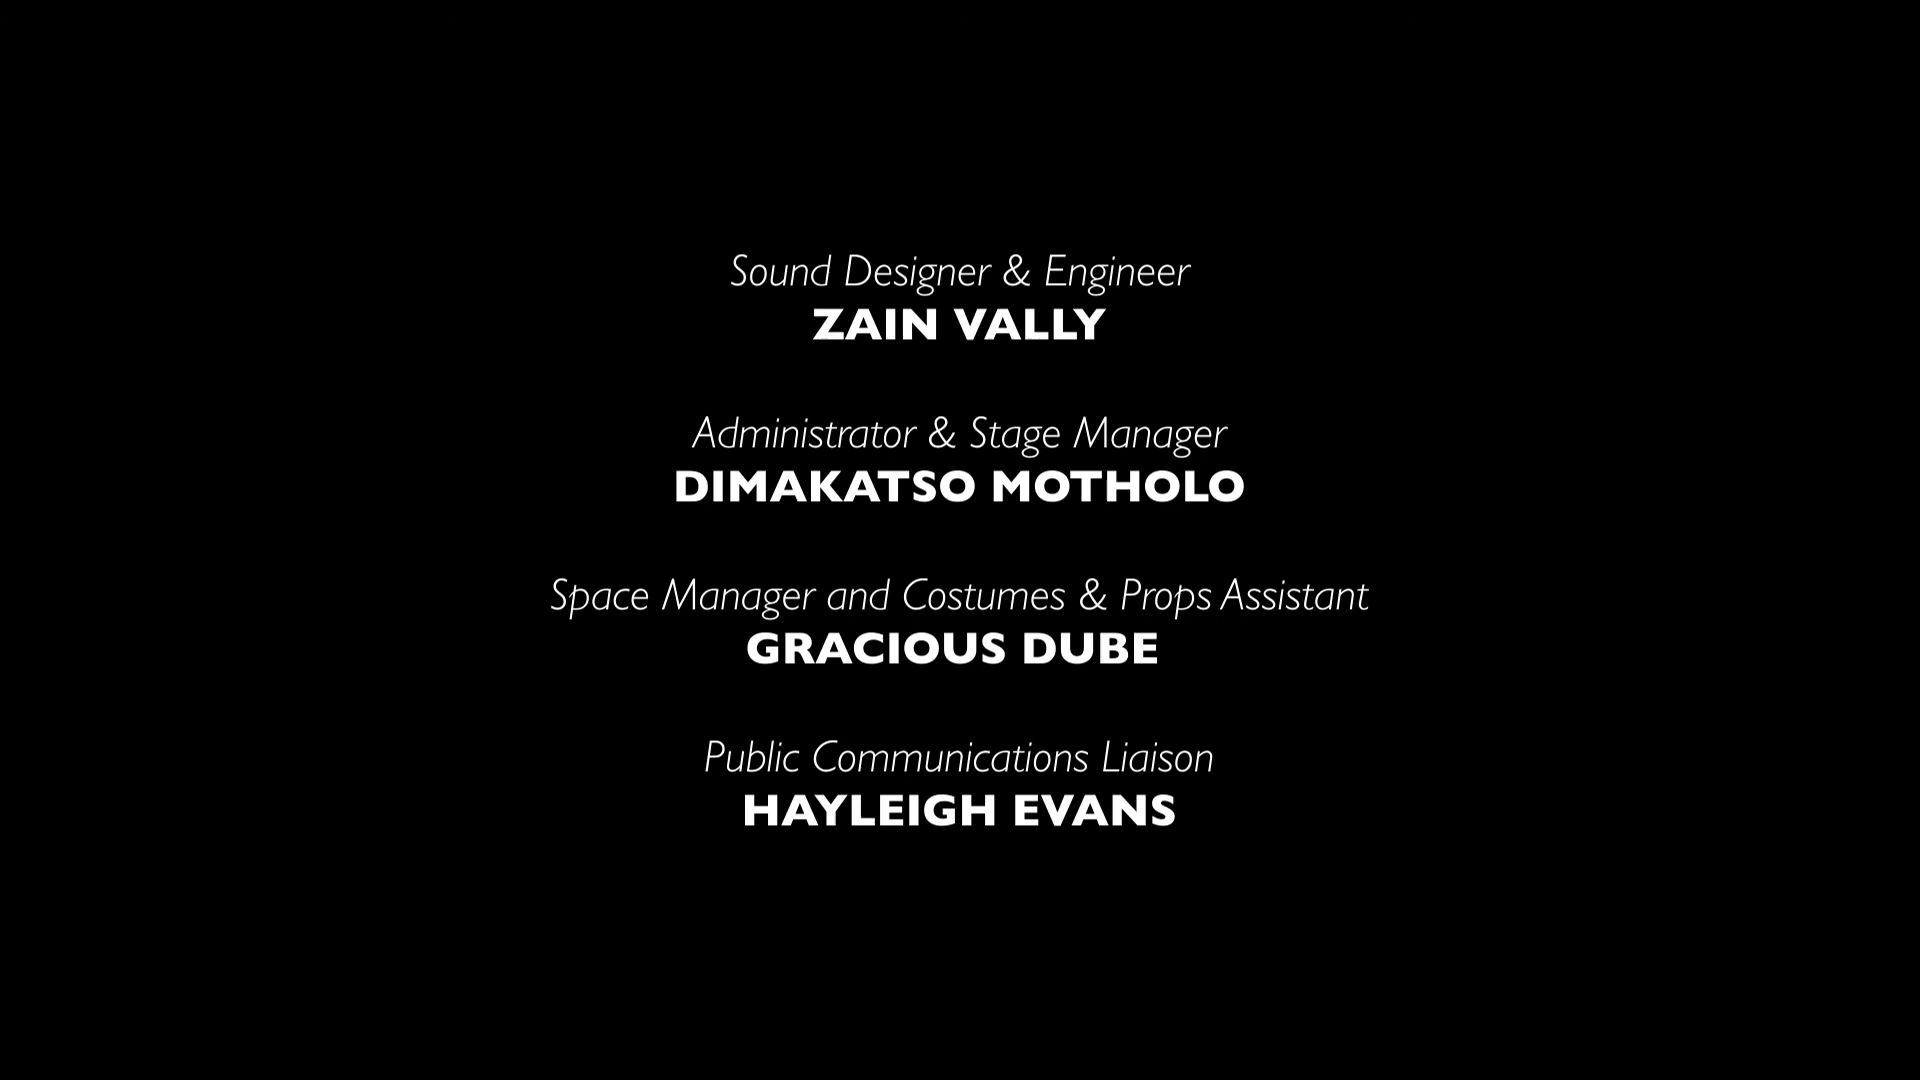 Sound Designer & Engineer
ZAIN VALLY
Administrator & Stage Manager
DIMAKATSO MOTHOLO
Space Manager and Costumes & Props Assistant
GRACIOUS DUBE
Public Communications Liaison
HAYLEIGH EVANS